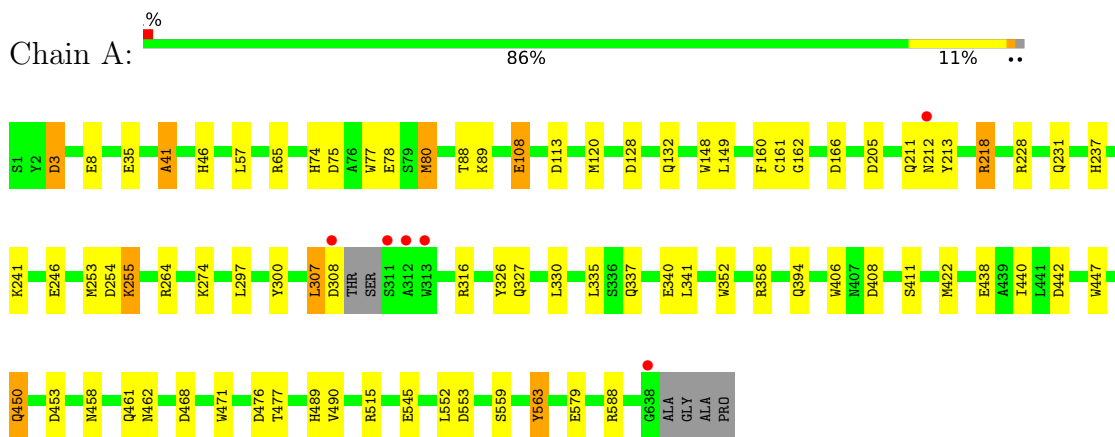 .%
Chain A:
86% 11% ••
S1 Y2 D3 E8 E35 A41 H46 L57 R65 H74 D75 A76 W77 E78 S79 M80 T88 K89 E108 D113 M120 D128 Q132 W148 L149 F160 C161 G162 D166 D205 Q211 N212 Y213 R218 R228 Q231 H237
K241 E246 M253 D254 K255 R264 K274 L297 Y300 L307 D308 THR SER S311 A312 W313 R316 Y326 Q327 L330 L335 S336 Q337 E340 L341 W352 R358 Q394 W406 N407 D408 S411 M422 E438 A439 I440 L441 D442 W447
Q450 D453 N458 Q461 N462 D468 W471 D476 T477 H489 V490 R515 E545 L552 D553 S559 Y563 E579 R588 G638 ALA GLY ALA PRO